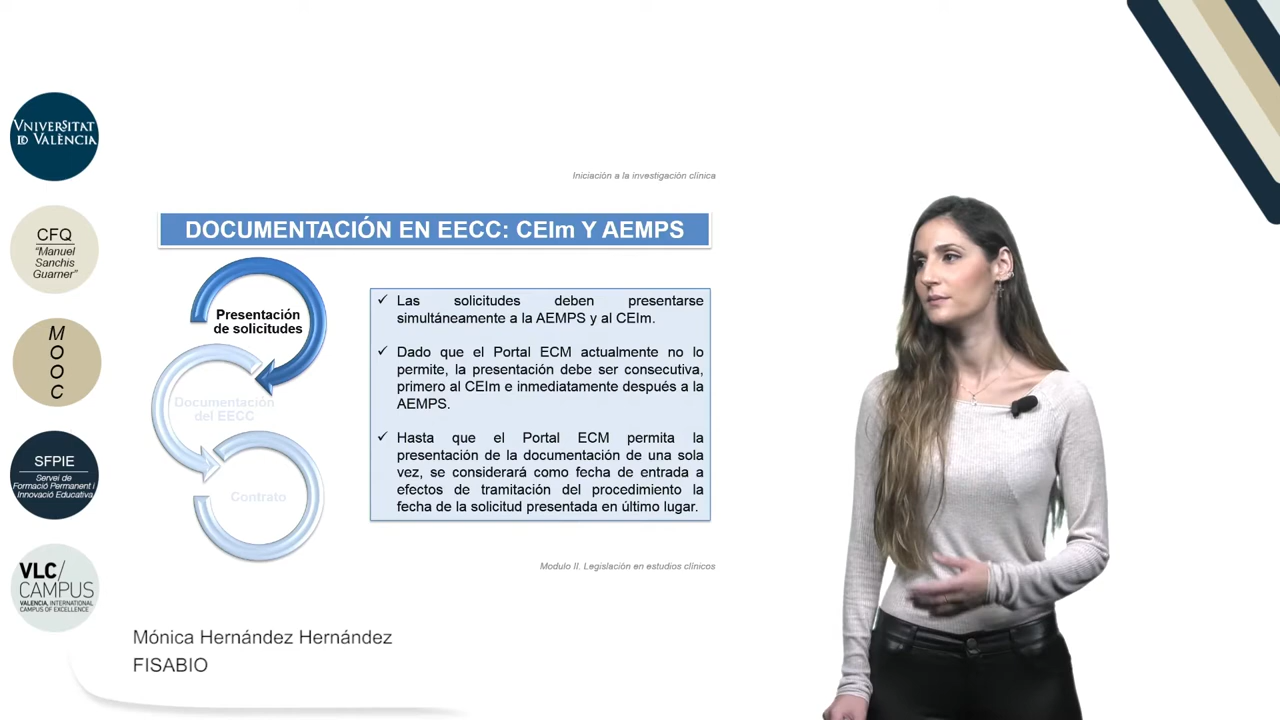 VNIVERSITAT
ID VALÈNCIA
CFQ
"Manuel
Sanchis
Guarner"
M
O
O
C
SFPIE
Servei de
Formació Permanent i
Innovació Educativa
VLC/
CAMPUS
VALENCIA, INTERNATIONAL
CAMPUS OF EXCELLENCE
Iniciación a la investigación clínica
DOCUMENTACIÓN EN EECC: CEIm Y AEMPS
Presentación
de solicitudes
Documentación
del EECC
Contrato
✓ Las solicitudes deben presentarse
simultáneamente a la AEMPS y al CEIm.
✓ Dado que el Portal ECM actualmente no lo
permite, la presentación debe ser consecutiva,
primero al CEIm e inmediatamente después a la
AEMPS.
✓ Hasta que el Portal ECM permita la
presentación de la documentación de una sola
vez, se considerará como fecha de entrada a
efectos de tramitación del procedimiento la
fecha de la solicitud presentada en último lugar.
Modulo II. Legislación en estudios clínicos
Mónica Hernández Hernández
FISABIO